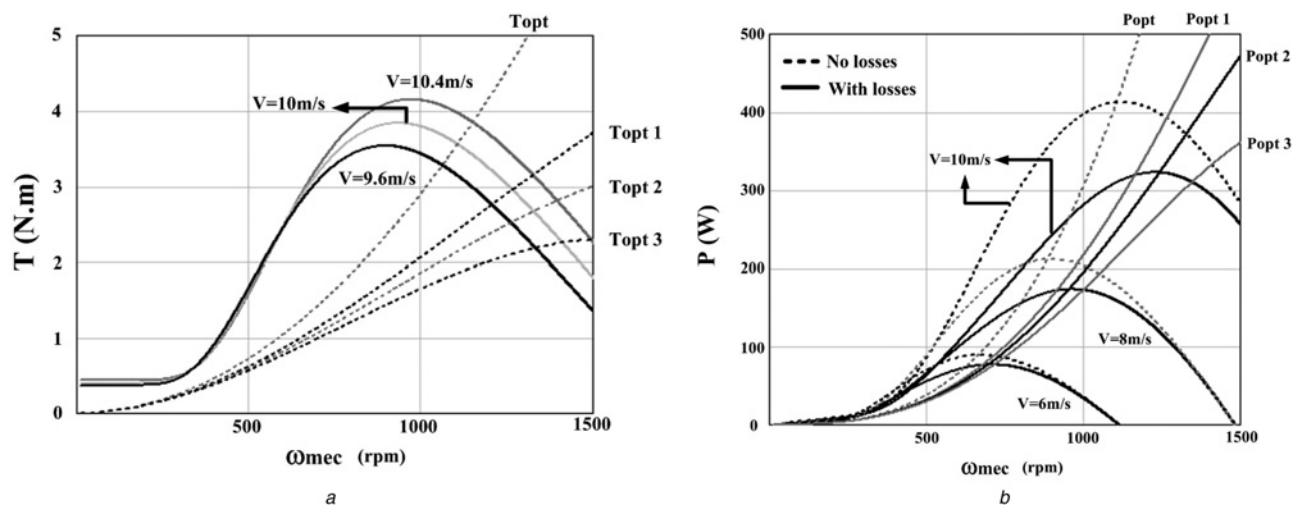 Topt
5
V=10.4m/s
4
V=10m/s
T (N.m)
3
V=9.6m/s
Topt 1
Topt 2
2
Topt 3
1
0
500
1000
1500
ωmec (rpm)
a
Popt
Popt 1
500
No losses
Popt 2
With losses
400
Popt 3
V=10m/s
P (W)
300
200
V=8m/s
100
V=6m/s
0
500
1000
1500
ωmec (rpm)
b